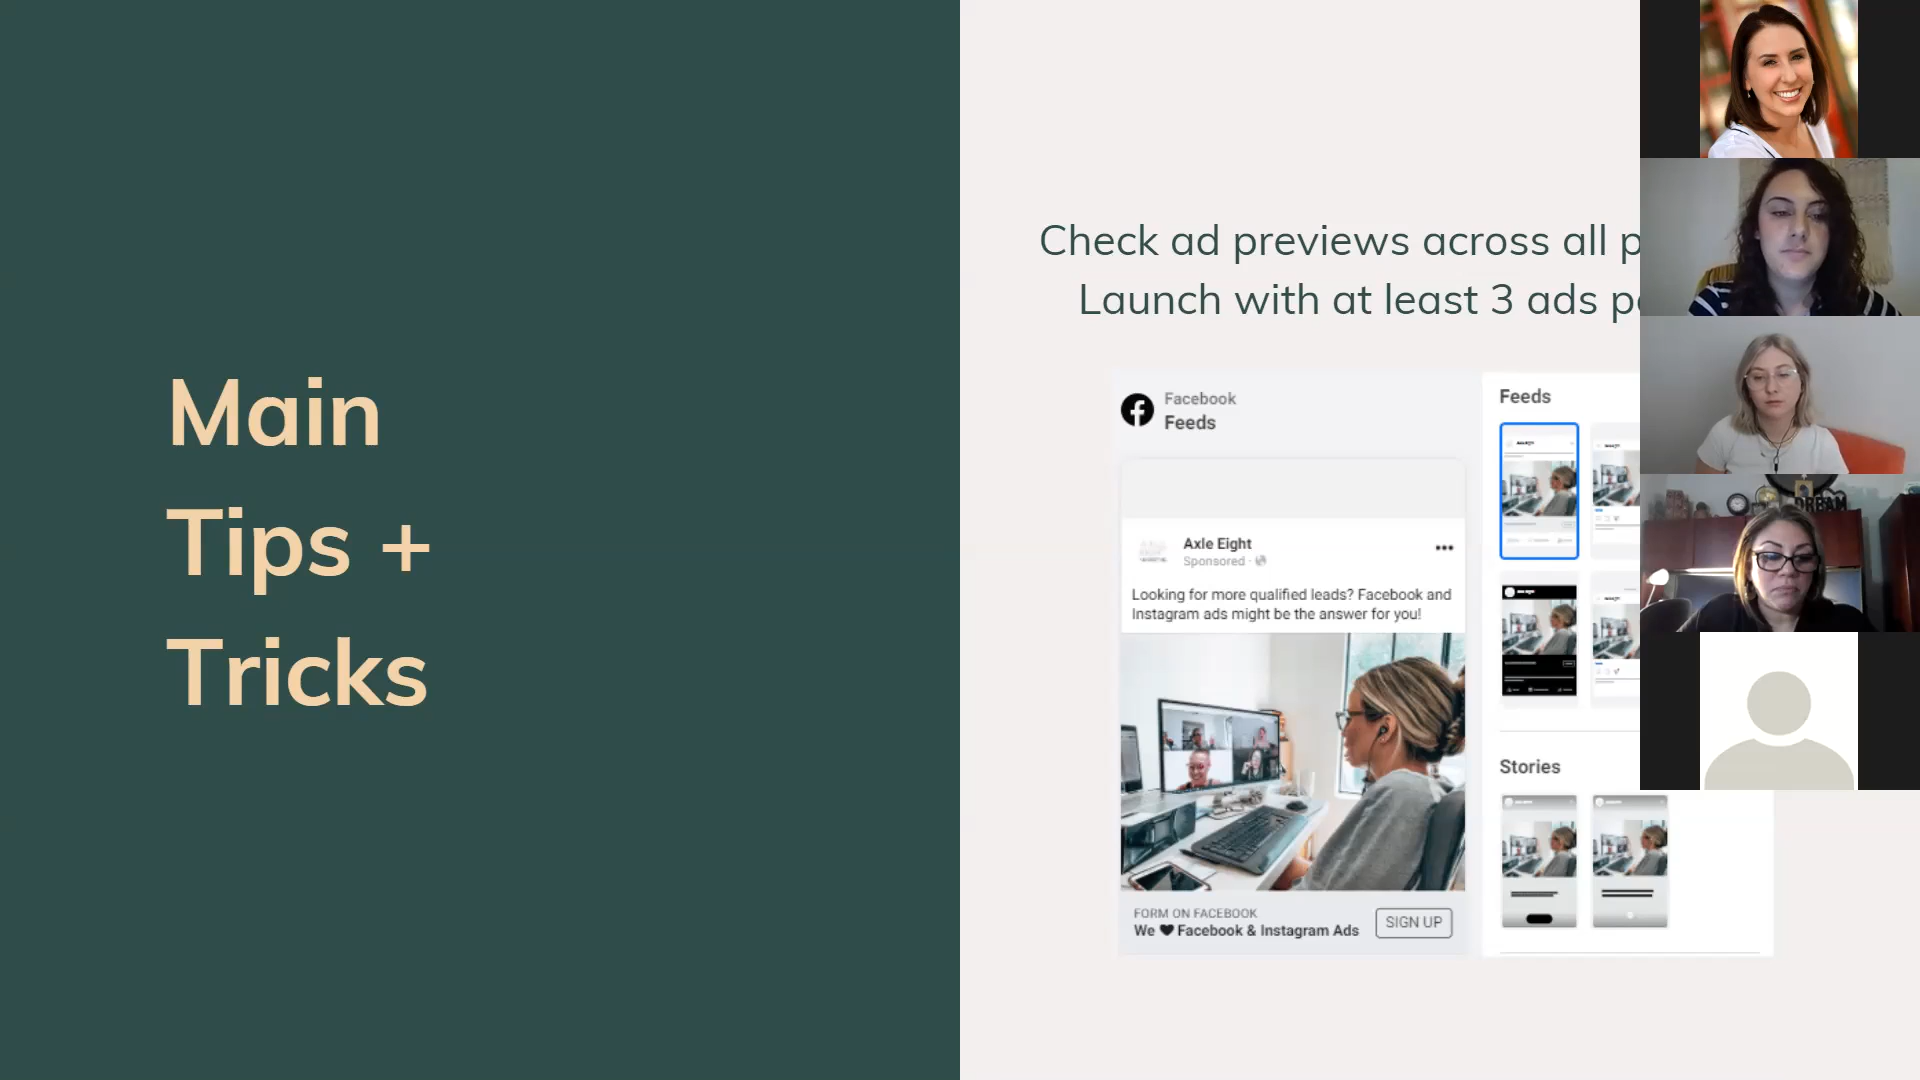 Main
Tips +
Tricks
Check ad previews across all
Launch with at least 3 ads
Facebook
Feeds
Axle Eight
Sponsored ·
Looking for more qualified leads? Facebook and
Instagram ads might be the answer for you!
FORM ON FACEBOOK
We ❤ Facebook & Instagram Ads
SIGN UP
Feeds
Stories
DREAM